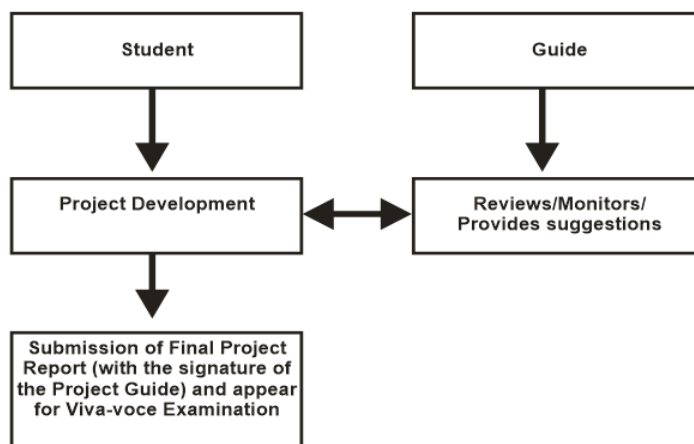 Student
Guide
Project Development
Reviews/Monitors/
Provides suggestions
Submission of Final Project
Report (with the signature of
the Project Guide) and appear
for Viva-voce Examination